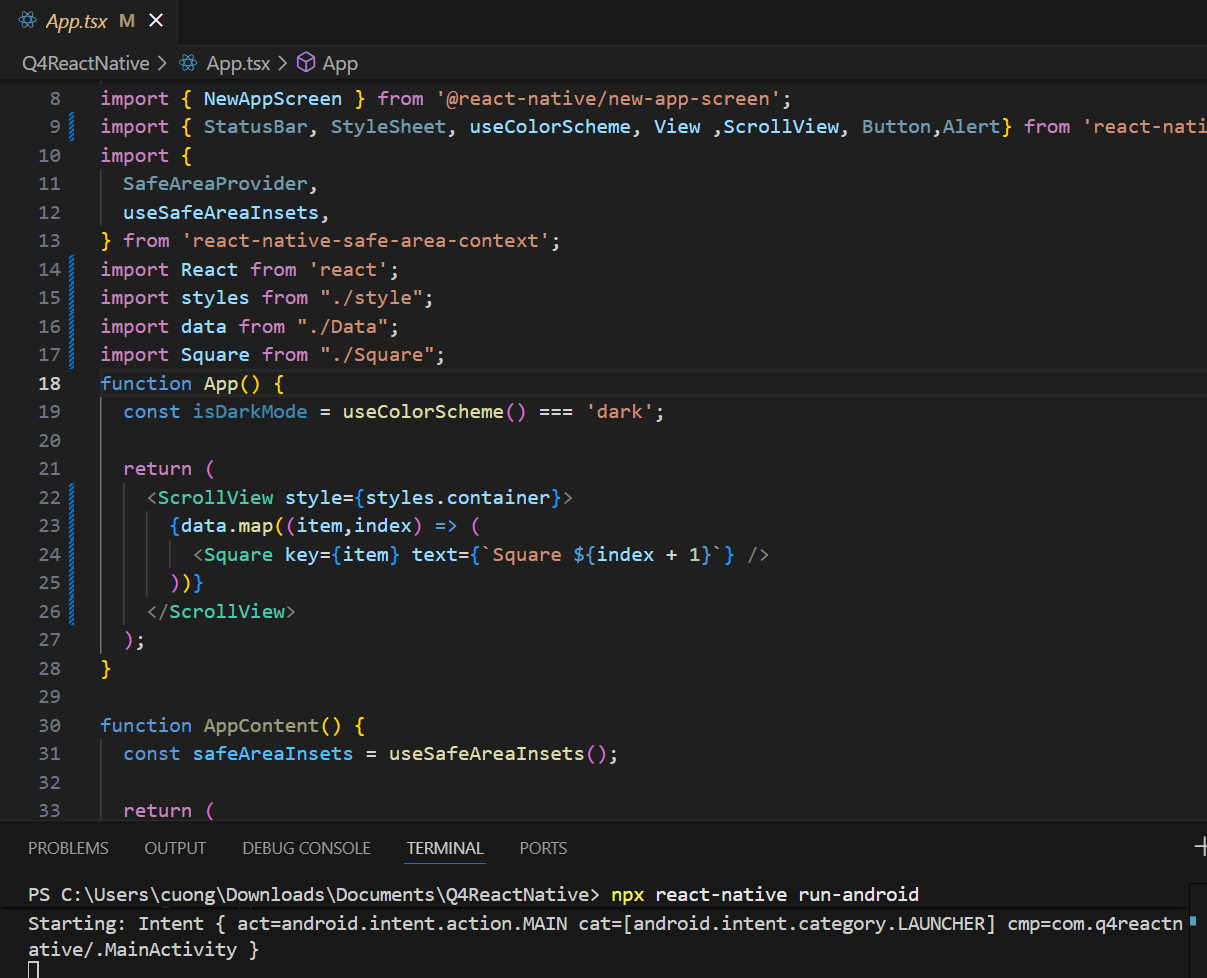 App.tsx M
Q4ReactNative > App.tsx > App
8 import { NewAppScreen } from '@react-native/new-app-screen';
9 import { StatusBar, StyleSheet, useColorScheme, View ,ScrollView, Button,Alert} from 'react-nati
10 import {
11 SafeAreaProvider,
12 useSafeAreaInsets,
13 } from 'react-native-safe-area-context';
14 import React from 'react';
15 import styles from "./style";
16 import data from "./Data";
17 import Square from "./Square";
18 function App() {
19 const isDarkMode = useColorScheme() === 'dark';
20
21 return (
22 <ScrollView style={styles.container}>
23 {data.map((item,index) => (
24 <Square key={item} text={`Square ${index + 1}`} />
25 ))}
26 </ScrollView>
27 );
28 }
29
30 function AppContent() {
31 const safeAreaInsets = useSafeAreaInsets();
32
33 return (
PROBLEMS OUTPUT DEBUG CONSOLE TERMINAL PORTS
PS C:\Users\cuong\Downloads\Documents\Q4ReactNative> npx react-native run-android
Starting: Intent { act=android.intent.action.MAIN cat=[android.intent.category.LAUNCHER] cmp=com.q4reactn
ative/.MainActivity }